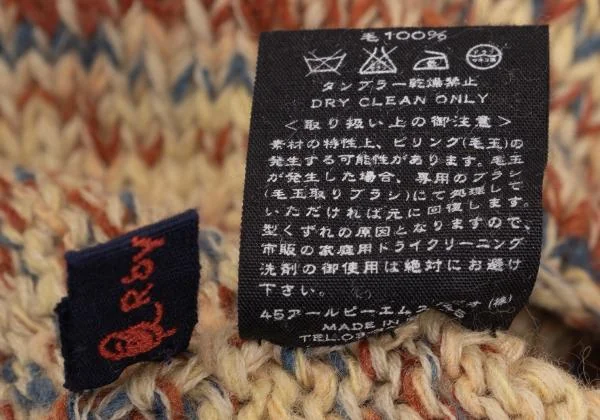 毛100%
タンブラー乾燥禁止
DRY CLEAN ONLY
＜取り扱い上の御注意＞
素材の特性上、ピリング(毛玉)の
発生する可能性があります。毛玉
が発生した場合、専用のブラシ
(毛玉取りブラシ)にて処理して
いただければ元に回復します。
型くずれの原因となりますので、
市販の家庭用ドライクリーニング
洗剤の御使用は絶対にお避け
下さい。
45アールピーエム (株)
MADE IN
TEL.03
Rby